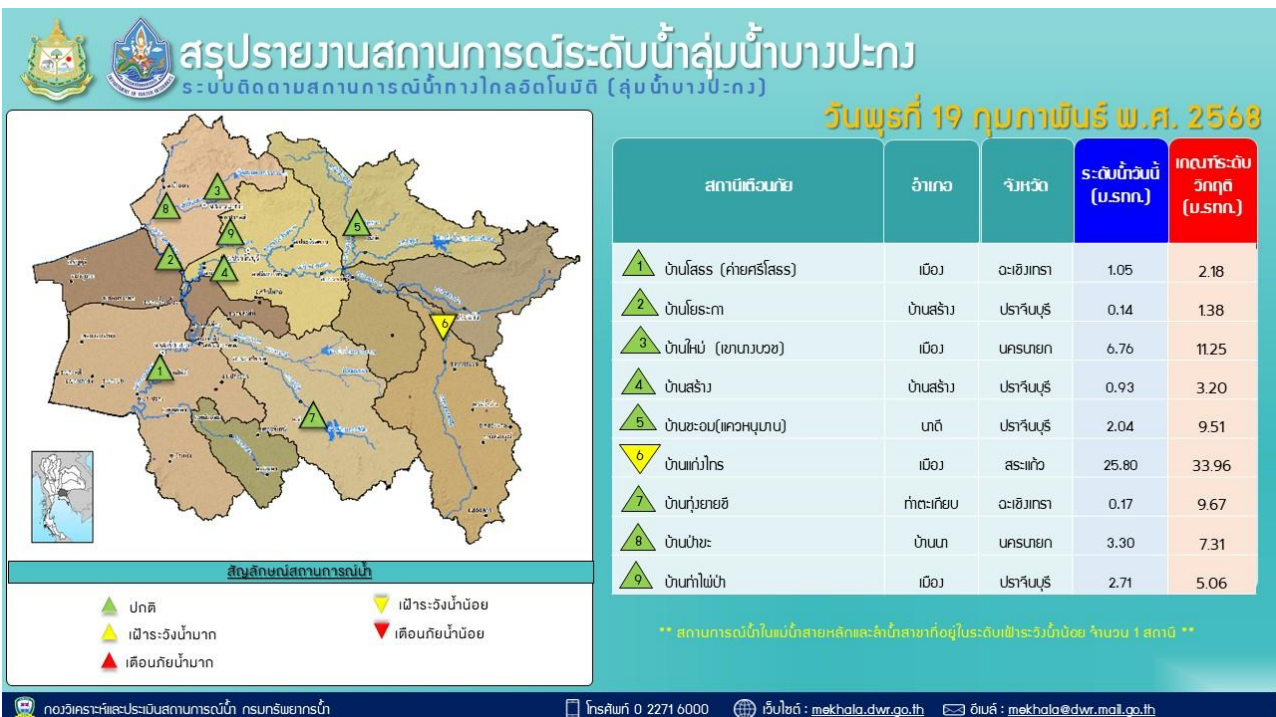 สรุปรายงานสถานการณ์ระดับน้ำลุ่มน้ำบางปะกง
ระบบติดตามสถานการณ์น้ำทางไกลอัตโนมัติ (ลุ่มน้ำบางปะกง)
วันพุธที่ 19 กุมภาพันธ์ พ.ศ. 2568
สถานีเตือนภัย อำเภอ จังหวัด ระดับน้ำวันนี้ (ม.รทก.) เกณฑ์ระดับวิกฤติ (ม.รทก.)
1 บ้านโสธร (ค่ายศรีโสธร) เมือง ฉะเชิงเทรา 1.05 2.18
2 บ้านโยธะกา บ้านสร้าง ปราจีนบุรี 0.14 1.38
3 บ้านใหม่ (เขานางบวช) เมือง นครนายก 6.76 11.25
4 บ้านสร้าง บ้านสร้าง ปราจีนบุรี 0.93 3.20
5 บ้านชะอม(แควหนุมาน) นาดี ปราจีนบุรี 2.04 9.51
6 บ้านแก่งไทร เมือง สระแก้ว 25.80 33.96
7 บ้านทุ่งยายชี ท่าตะเกียบ ฉะเชิงเทรา 0.17 9.67
8 บ้านป่าขะ บ้านนา นครนายก 3.30 7.31
9 บ้านท่าไผ่ป่า เมือง ปราจีนบุรี 2.71 5.06
** สถานการณ์น้ำในแม่น้ำสายหลักและลำน้ำสาขาที่อยู่ในระดับเฝ้าระวังน้ำน้อย จำนวน 1 สถานี **
3
8
9
5
2
4
6
1
7
สัญลักษณ์สถานการณ์น้ำ
ปกติ
เฝ้าระวังน้ำน้อย
เฝ้าระวังน้ำมาก
เตือนภัยน้ำน้อย
เตือนภัยน้ำมาก
กองวิเคราะห์และประเมินสถานการณ์น้ำ กรมทรัพยากรน้ำ โทรศัพท์ 0 2271 6000 เว็บไซต์ : mekhala.dwr.go.th อีเมล์ : mekhala@dwr.mail.go.th